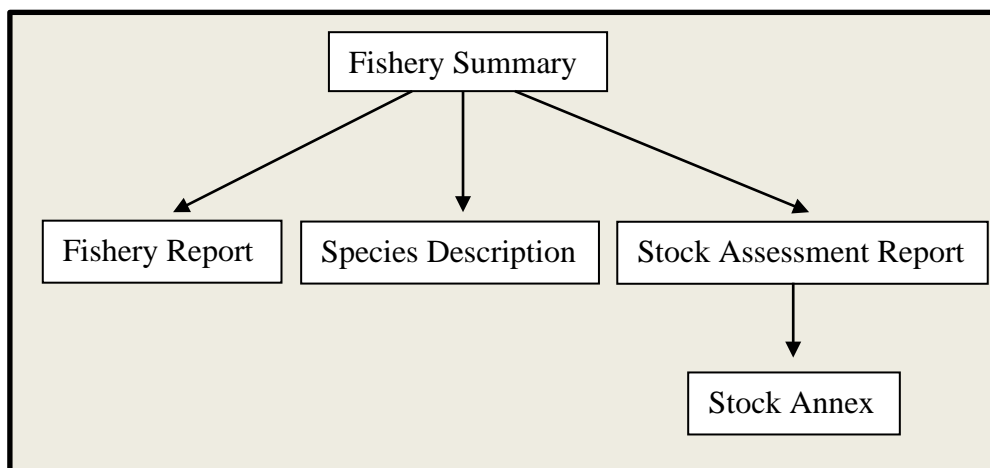 Fishery Summary
Fishery Report
Species Description
Stock Assessment Report
Stock Annex